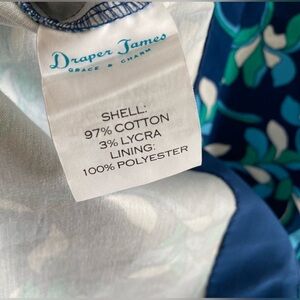 Draper James
GRACE & CHARM
SHELL:
97% COTTON
3% LYCRA
LINING:
100% POLYESTER